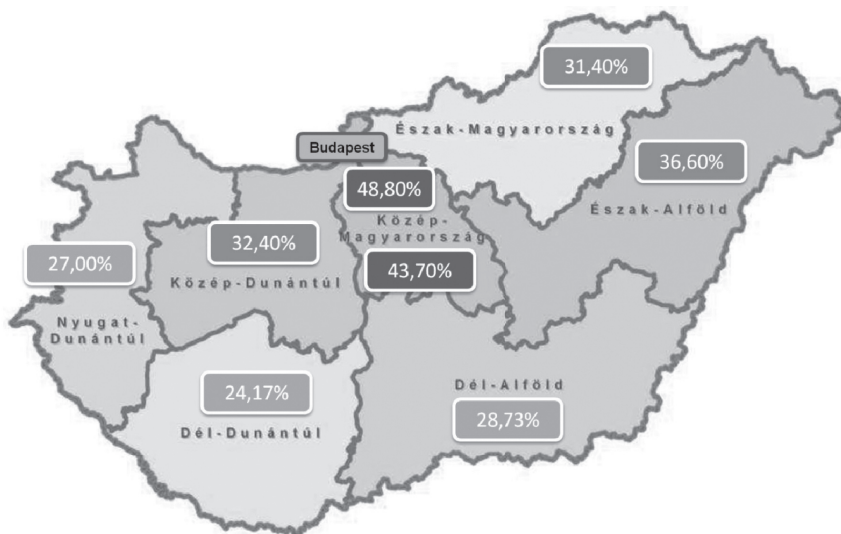 31,40%
Észak-Magyarország
Budapest
48,80%
36,60%
Észak-Alföld
Közép-
Magyarország
32,40%
27,00%
43,70%
Közép-Dunántúl
Nyugat-
Dunántúl
24,17%
Dél-Alföld
28,73%
Dél-Dunántúl